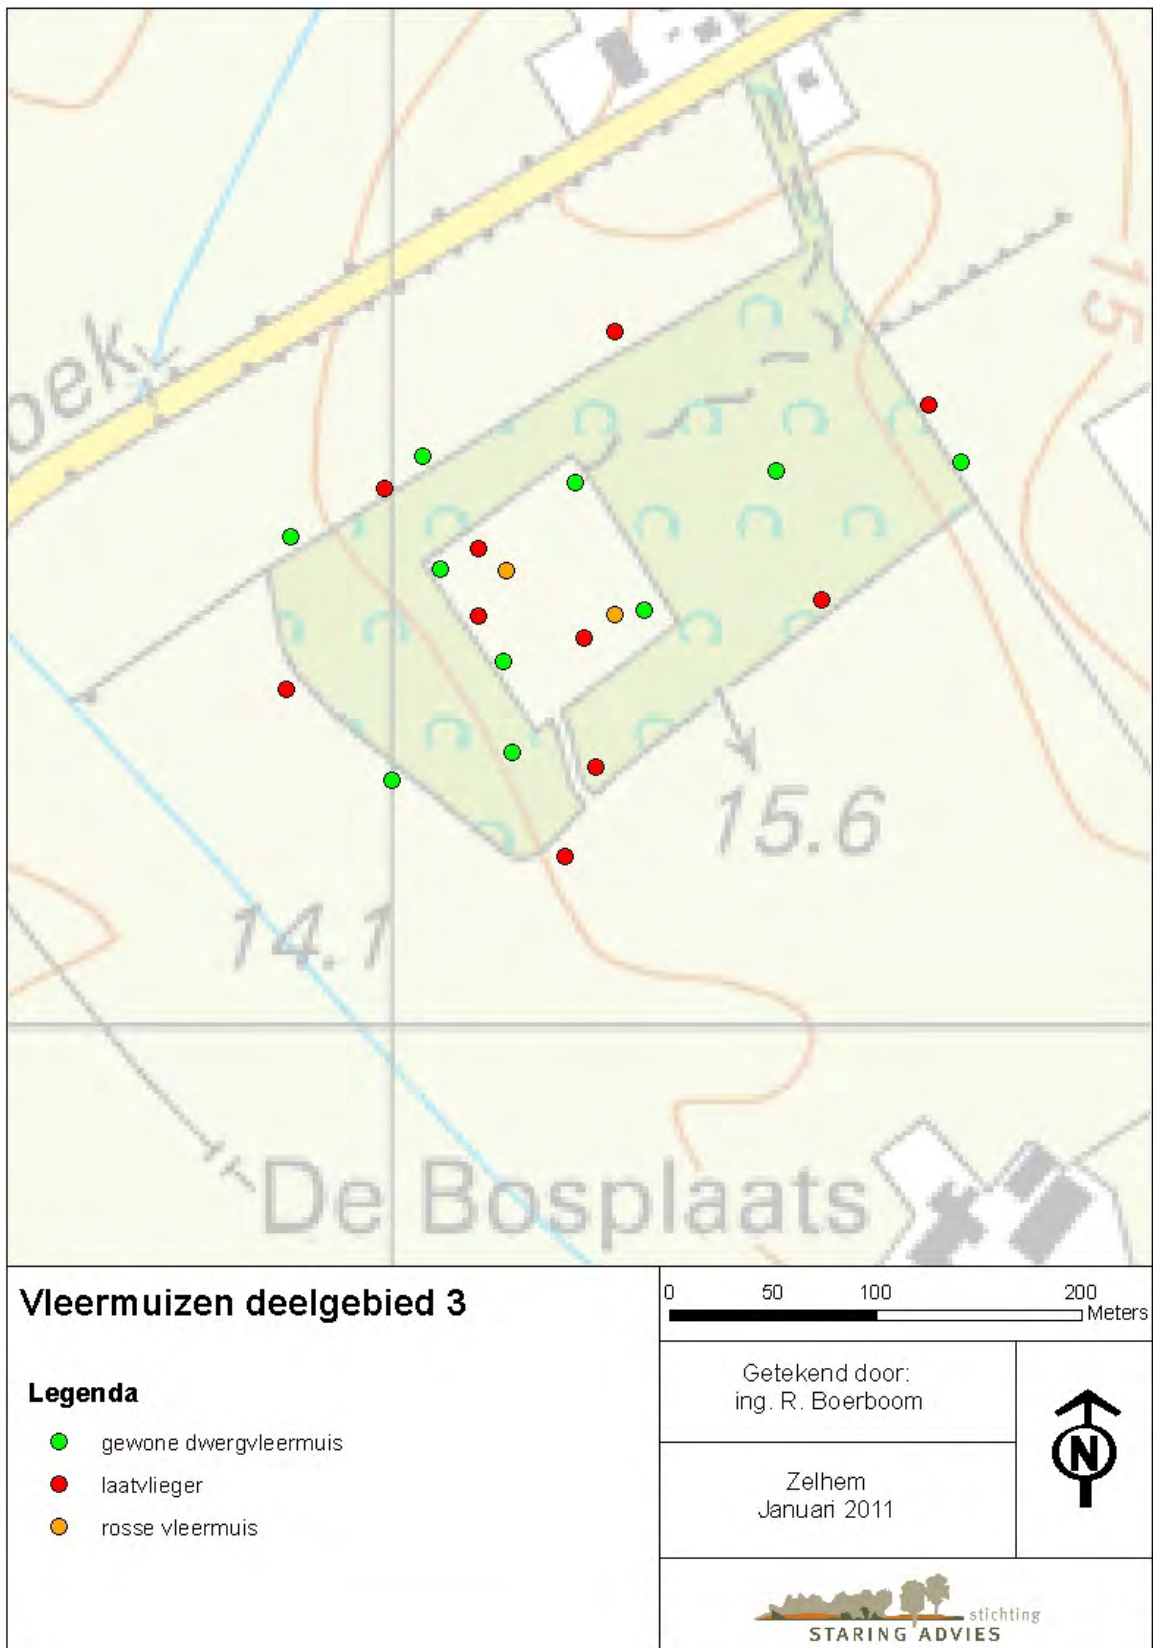 oek
15
15.6
14.1
De Bosplaats
Vleermuizen deelgebied 3
Legenda
gewone dwergvleermuis
laatvlieger
rosse vleermuis
0 50 100 200
Meters
Getekend door:
ing. R. Boerboom
Zelhem
Januari 2011
N
stichting
STARING ADVIES